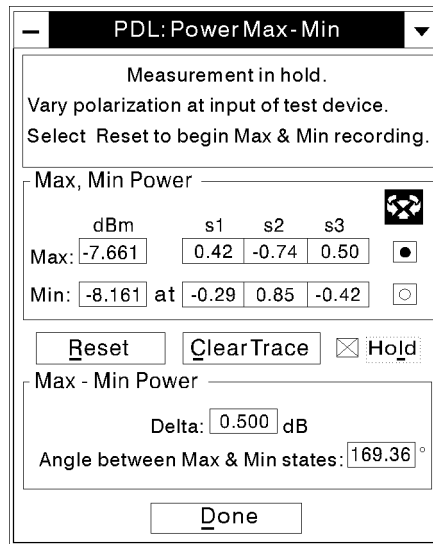 PDL: Power Max - Min
Measurement in hold.
Vary polarization at input of test device.
Select Reset to begin Max & Min recording.
Max, Min Power
dBm s1 s2 s3
Max: -7.661 0.42 -0.74 0.50
Min: -8.161 at -0.29 0.85 -0.42
Reset Clear Trace Hold
Max - Min Power
Delta: 0.500 dB
Angle between Max & Min states: 169.36 °
Done